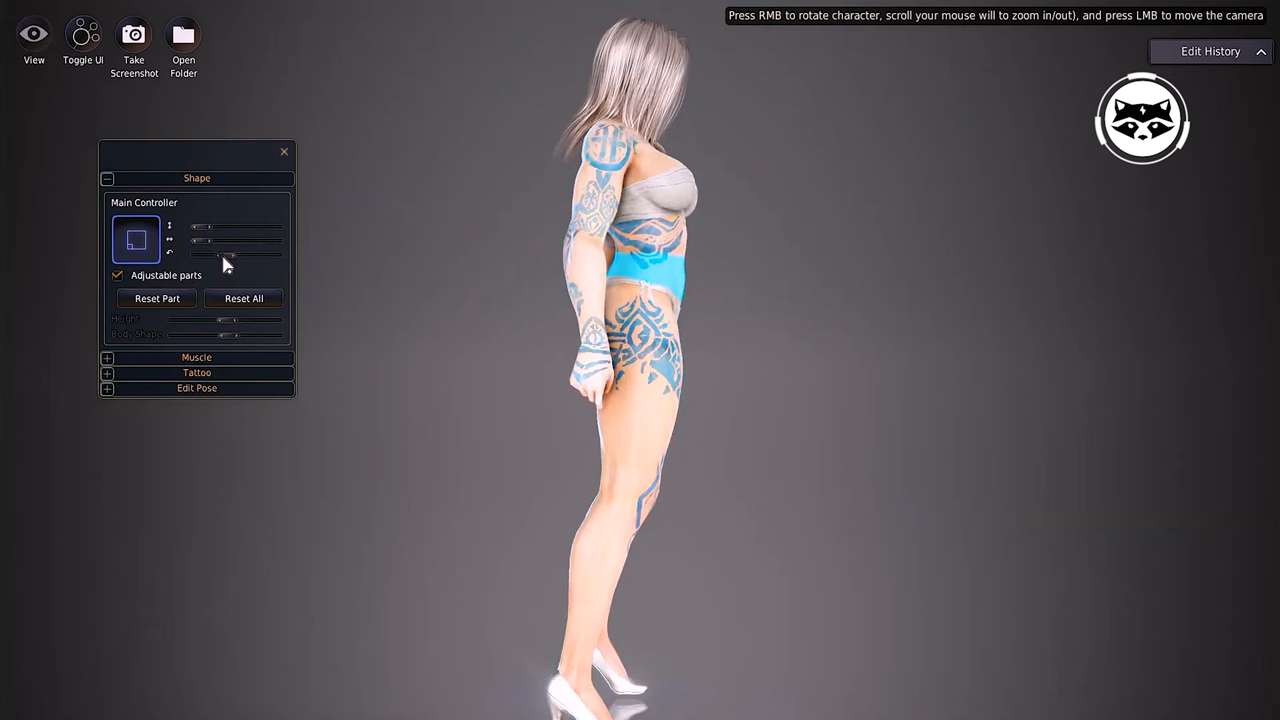 Press RMB to rotate character, scroll your mouse will to zoom in/out), and press LMB to move the camera
View
Toggle UI
Take Screenshot
Open Folder
Edit History
Shape
Main Controller
Adjustable parts
Reset Part
Reset All
Height
Body Shape
Muscle
Tattoo
Edit Pose